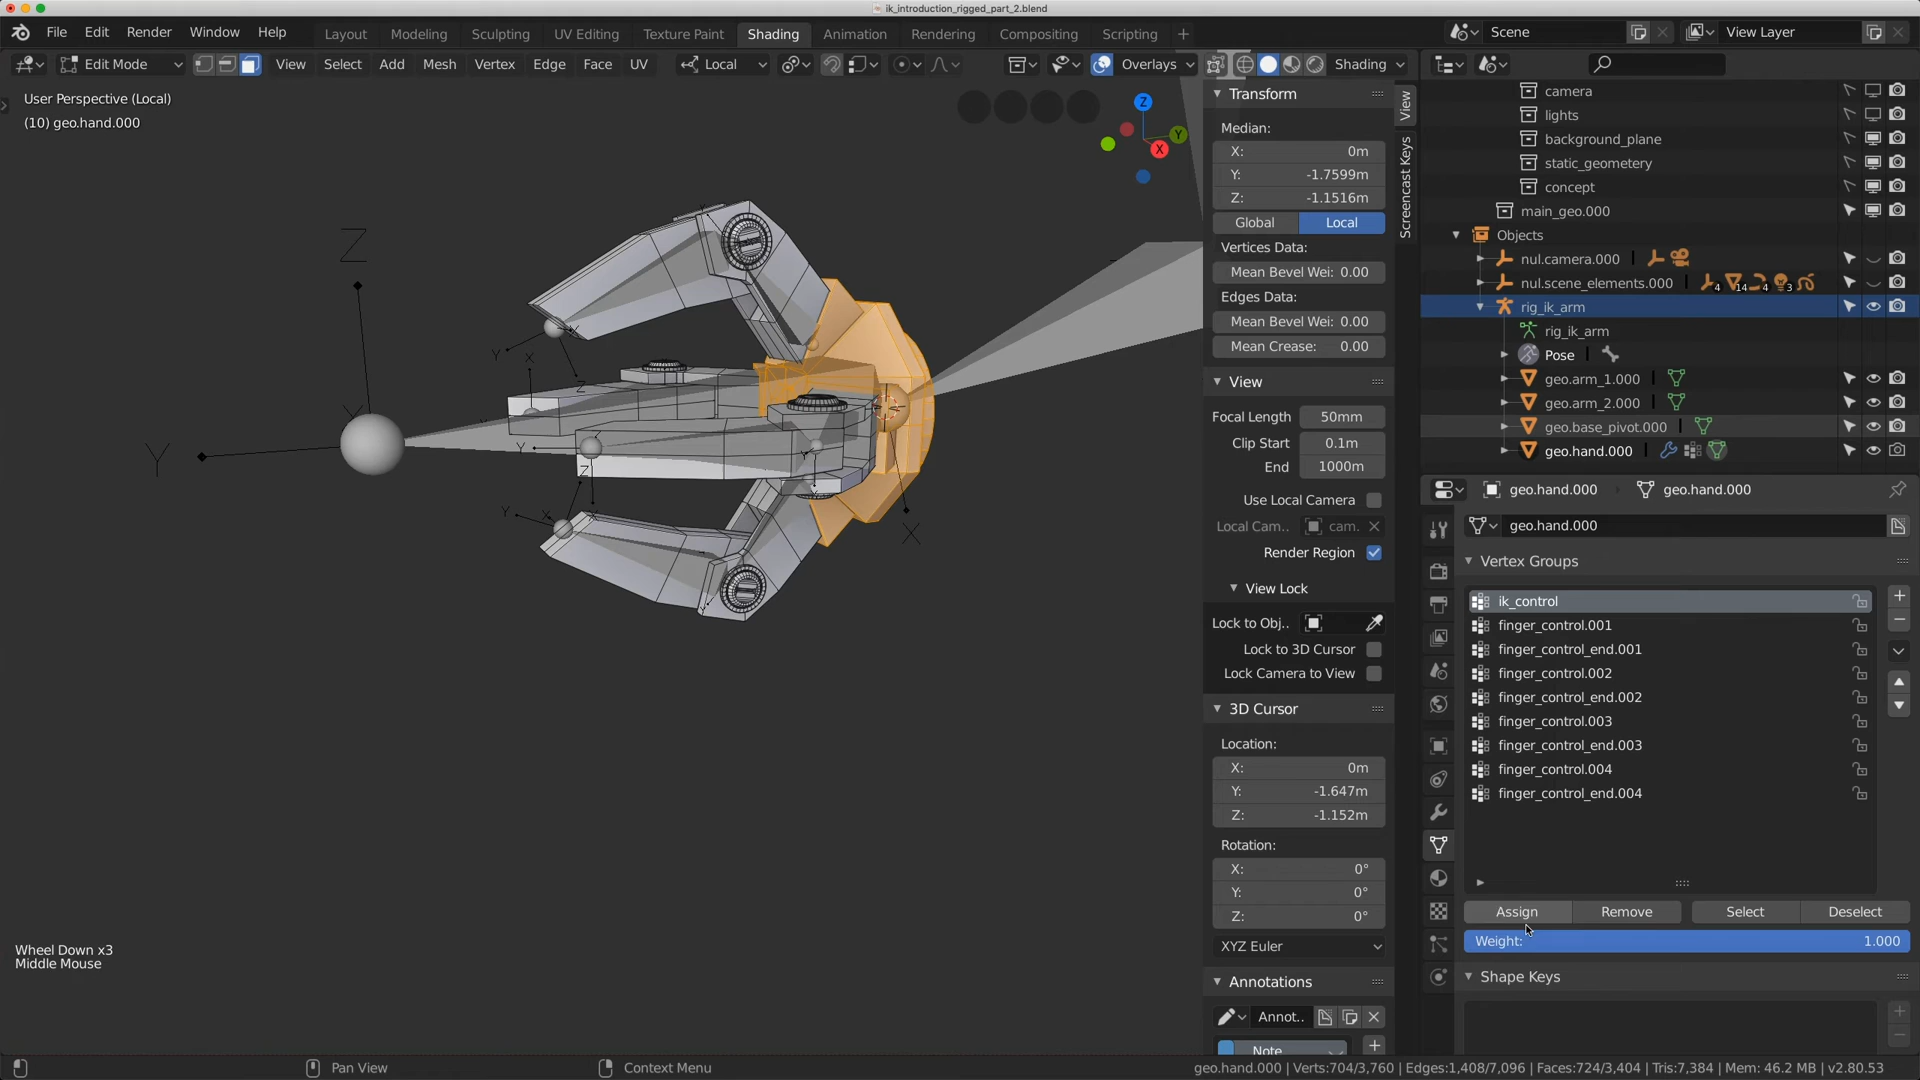 ik_introduction_rigged_part_2.blend
File Edit Render Window Help Layout Modeling Sculpting UV Editing Texture Paint Shading Animation Rendering Compositing Scripting + Scene View Layer
Edit Mode View Select Add Mesh Vertex Edge Face UV Local Overlays Shading
User Perspective (Local)
(10) geo.hand.000
Z
Y
X
Z
Y
X
Y
X
Z
Y
Y
X
Z
Y
X
Wheel Down x3
Middle Mouse
Transform
Median:
X: 0m
Y: -1.7599m
Z: -1.1516m
Global Local
Vertices Data:
Mean Bevel Wei: 0.00
Edges Data:
Mean Bevel Wei: 0.00
Mean Crease: 0.00
View
Focal Length 50mm
Clip Start 0.1m
End 1000m
Use Local Camera
Local Cam.. cam.
Render Region
View Lock
Lock to Obj..
Lock to 3D Cursor
Lock Camera to View
3D Cursor
Location:
X: 0m
Y: -1.647m
Z: -1.152m
Rotation:
X: 0°
Y: 0°
Z: 0°
XYZ Euler
Annotations
Annot..
Note
View
Screencast Keys
camera
lights
background_plane
static_geometery
concept
main_geo.000
Objects
nul.camera.000
nul.scene_elements.000 4 14 4 3
rig_ik_arm
rig_ik_arm
Pose
geo.arm_1.000
geo.arm_2.000
geo.base_pivot.000
geo.hand.000
geo.hand.000 geo.hand.000
geo.hand.000
Vertex Groups
ik_control
finger_control.001
finger_control_end.001
finger_control.002
finger_control_end.002
finger_control.003
finger_control_end.003
finger_control.004
finger_control_end.004
Assign Remove Select Deselect
Weight: 1.000
Shape Keys
Pan View Context Menu geo.hand.000 | Verts:704/3,760 | Edges:1,408/7,096 | Faces:724/3,404 | Tris:7,384 | Mem: 46.2 MB | v2.80.53